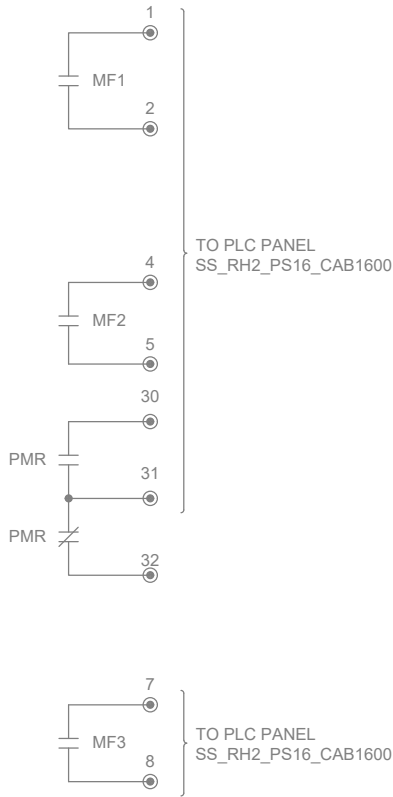 1
MF1
2
TO PLC PANEL
SS_RH2_PS16_CAB1600
4
MF2
5
30
PMR
31
PMR
32
7
TO PLC PANEL
SS_RH2_PS16_CAB1600
MF3
8